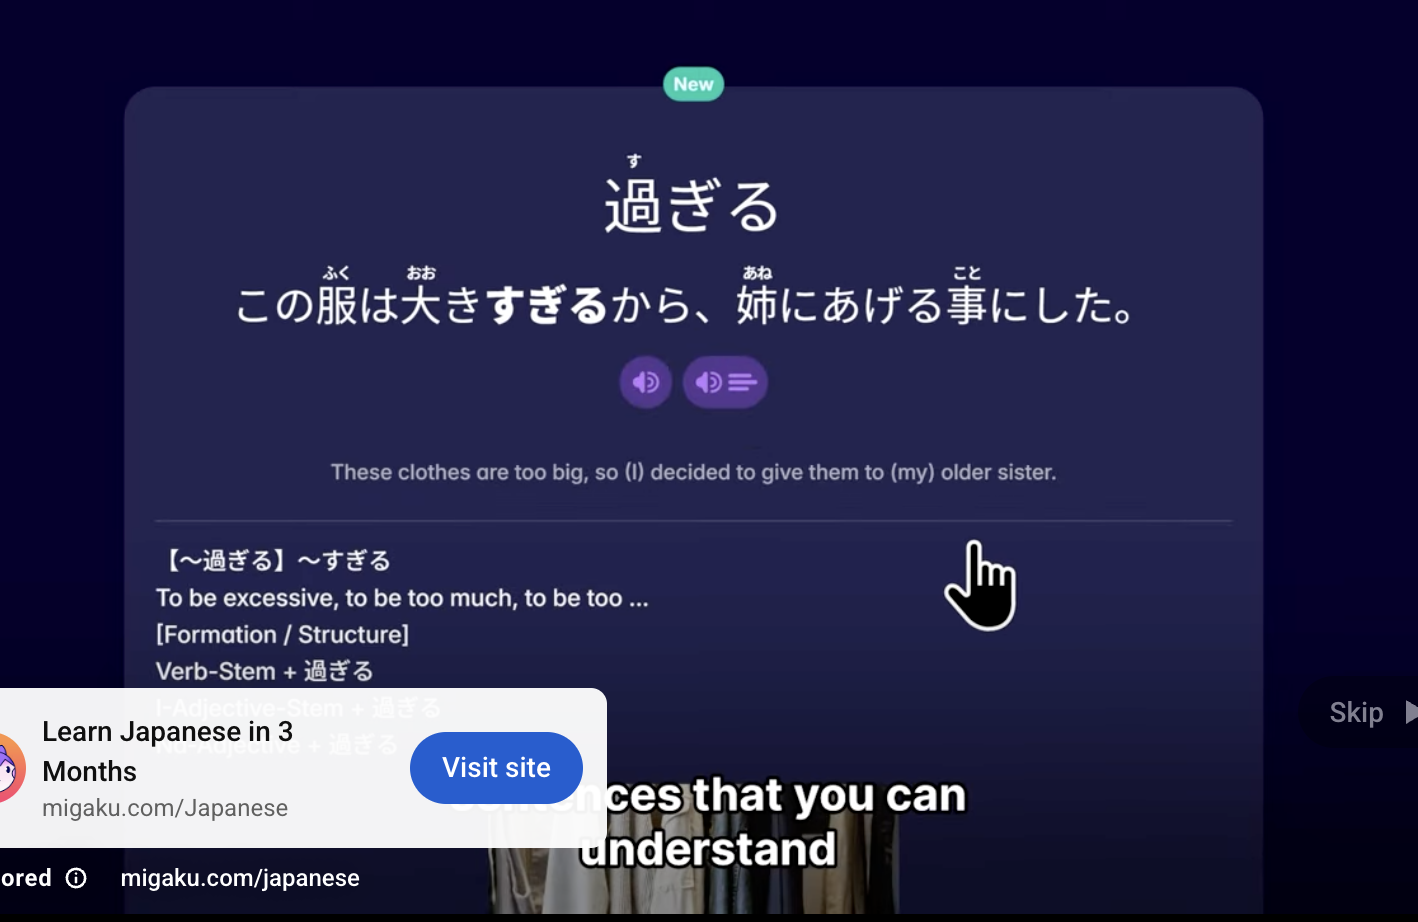 New
す
過ぎる
ふく おお あね こと
この服は大きすぎるから、姉にあげる事にした。
These clothes are too big, so (I) decided to give them to (my) older sister.
【〜過ぎる】〜すぎる
To be excessive, to be too much, to be too ...
[Formation / Structure]
Verb-Stem + 過ぎる
I-Adjective-Stem + 過ぎる
Na-Adjective + 過ぎる
Skip
Learn Japanese in 3
Months
migaku.com/Japanese
Visit site
sentences that you can
understand
ored
migaku.com/japanese